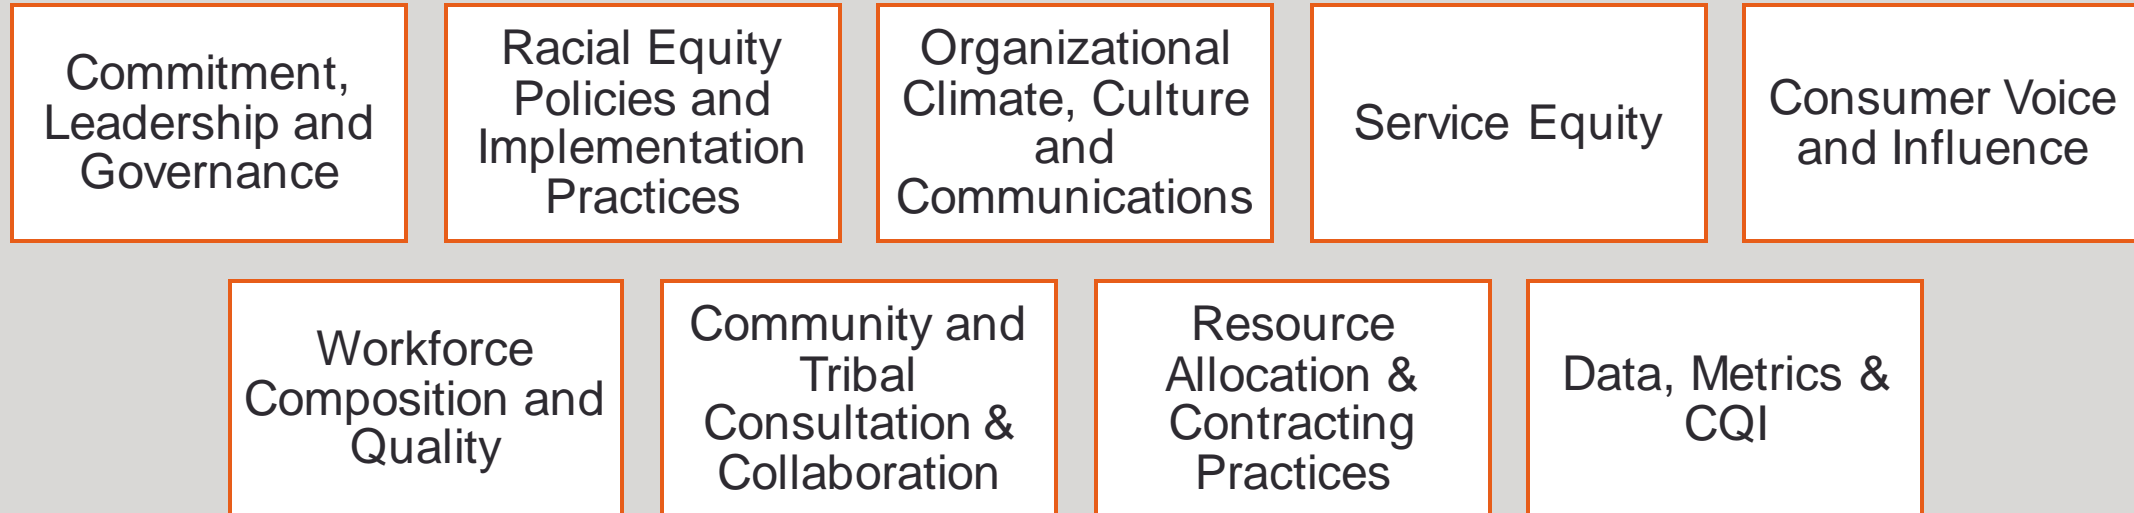 Commitment,
Leadership and
Governance
Racial Equity
Policies and
Implementation
Practices
Organizational
Climate, Culture
and
Communications
Service Equity
Consumer Voice
and Influence
Workforce
Composition and
Quality
Community and
Tribal
Consultation &
Collaboration
Resource
Allocation &
Contracting
Practices
Data, Metrics &
CQI